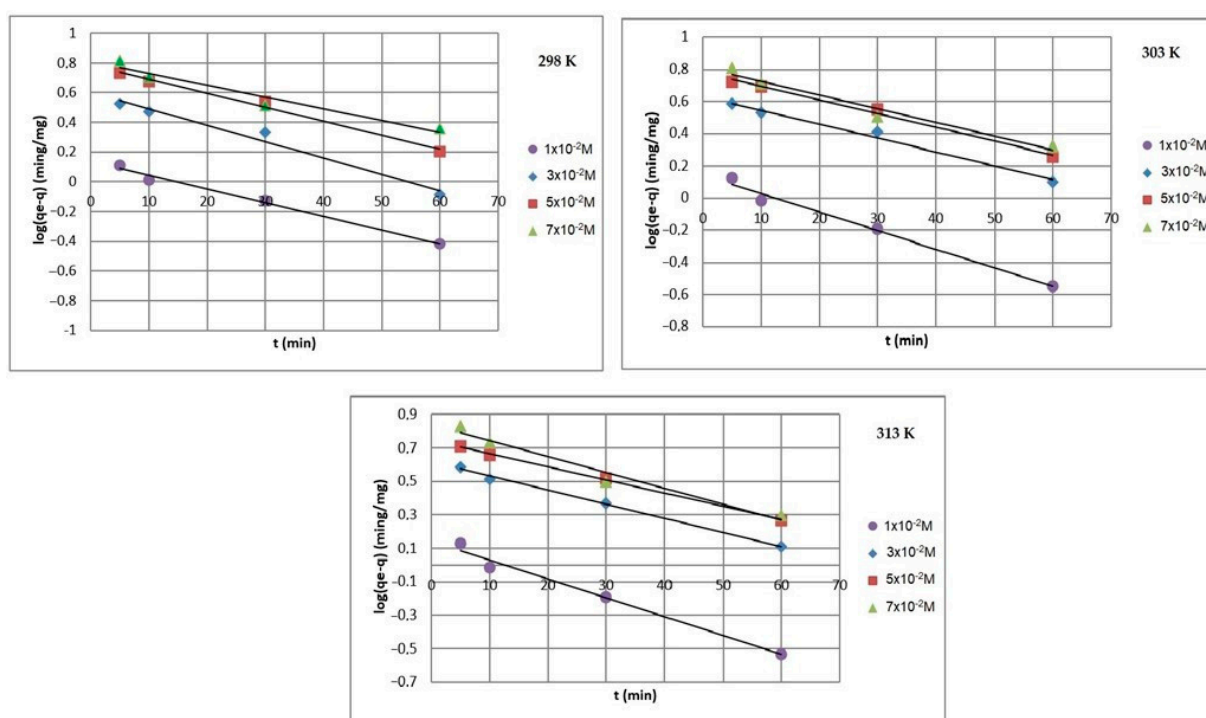 298 K
1
0.8
0.6
0.4
0.2
0
−0.2
−0.4
−0.6
−0.8
−1
0 10 20 30 40 50 60 70
log(qe-q) (ming/mg)
t (min)
1x10-2M
3x10-2M
5x10-2M
7x10-2M
303 K
1
0.8
0.6
0.4
0.2
0
−0.2
−0.4
−0.6
−0.8
0 10 20 30 40 50 60 70
log(qe-q) (ming/mg)
t (min)
1x10-2M
3x10-2M
5x10-2M
7x10-2M
313 K
0,9
0.7
0.5
0.3
0.1
−0.1
−0.3
−0.5
−0.7
0 10 20 30 40 50 60 70
log(qe-q) (ming/mg)
t (min)
1x10-2M
3x10-2M
5x10-2M
7x10-2M